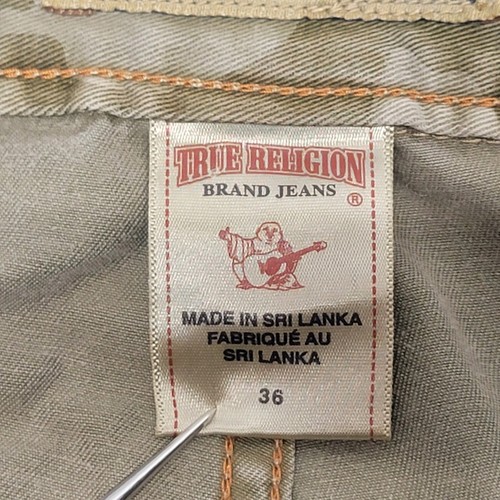 TRUE RELIGION
BRAND JEANS
®
MADE IN SRI LANKA
FABRIQUÉ AU
SRI LANKA
36